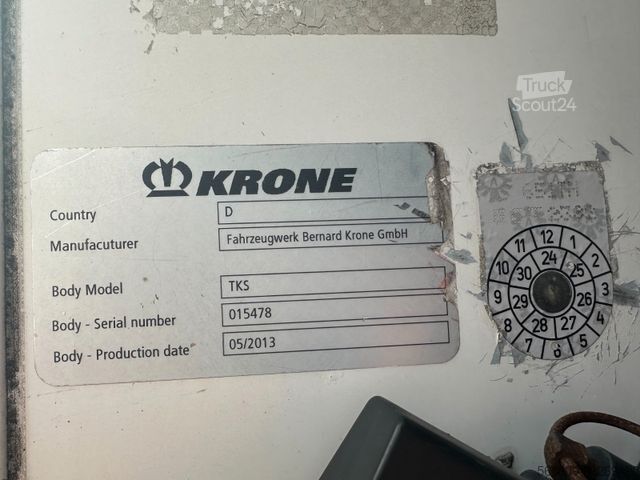 Truck
Scout24
KRONE
Country D
Manufacuturer Fahrzeugwerk Bernard Krone GmbH
Body Model TKS
Body - Serial number 015478
Body - Production date 05/2013
12 1 2 3 4 5 6 7 8 9 10 11
24 25 26 27 28 29 30